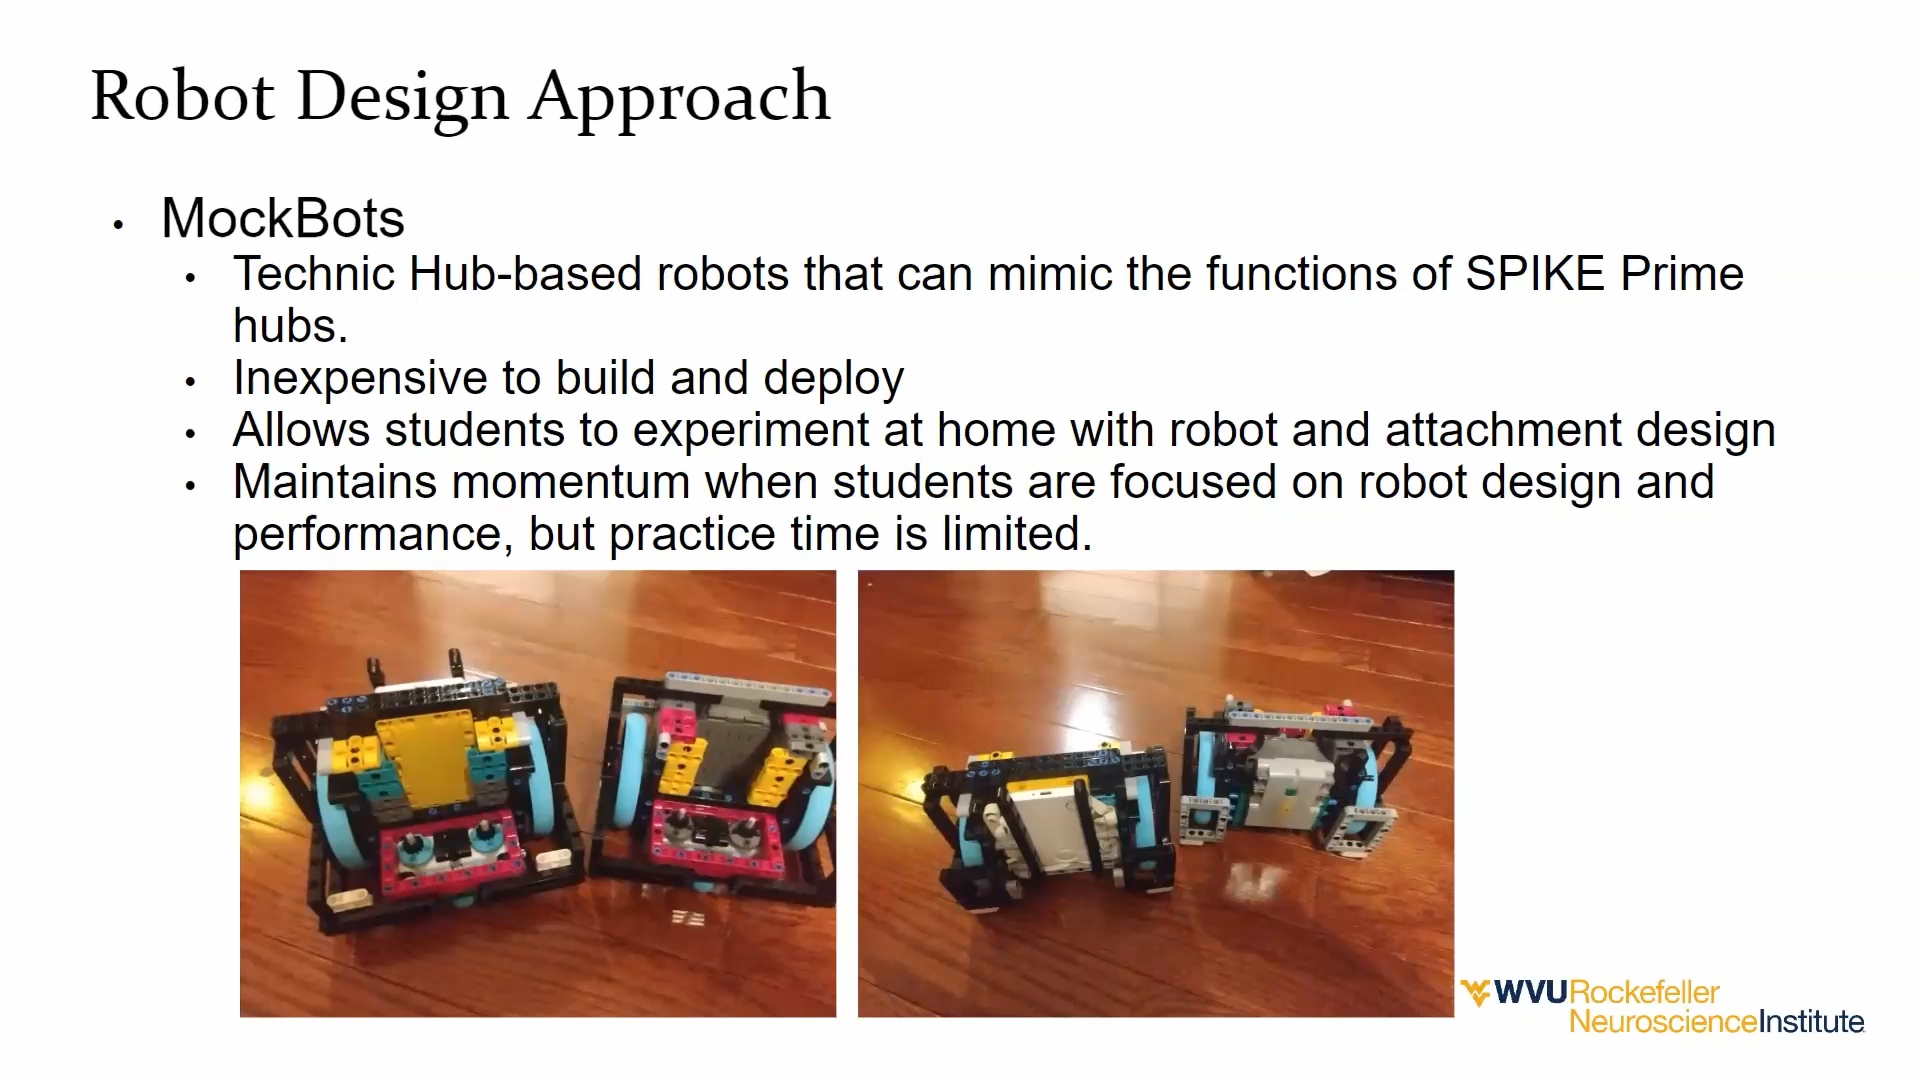 Robot Design Approach
• MockBots
• Technic Hub-based robots that can mimic the functions of SPIKE Prime
hubs.
• Inexpensive to build and deploy
• Allows students to experiment at home with robot and attachment design
• Maintains momentum when students are focused on robot design and
performance, but practice time is limited.
WVU Rockefeller
NeuroscienceInstitute